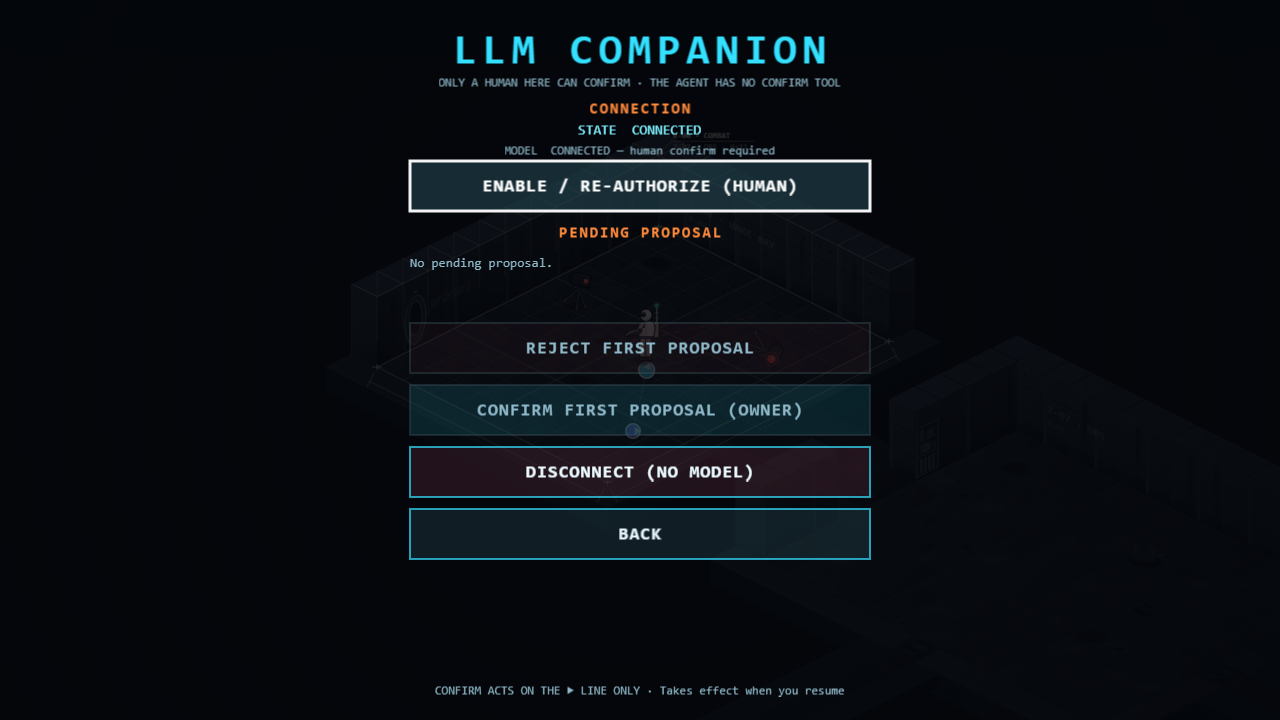 LLM COMPANION
ONLY A HUMAN HERE CAN CONFIRM · THE AGENT HAS NO CONFIRM TOOL
CONNECTION
STATE CONNECTED
COMBAT
MODEL CONNECTED — human confirm required
ENABLE / RE-AUTHORIZE (HUMAN)
PENDING PROPOSAL
No pending proposal.
REJECT FIRST PROPOSAL
CONFIRM FIRST PROPOSAL (OWNER)
DISCONNECT (NO MODEL)
BACK
CONFIRM ACTS ON THE ▶ LINE ONLY · Takes effect when you resume